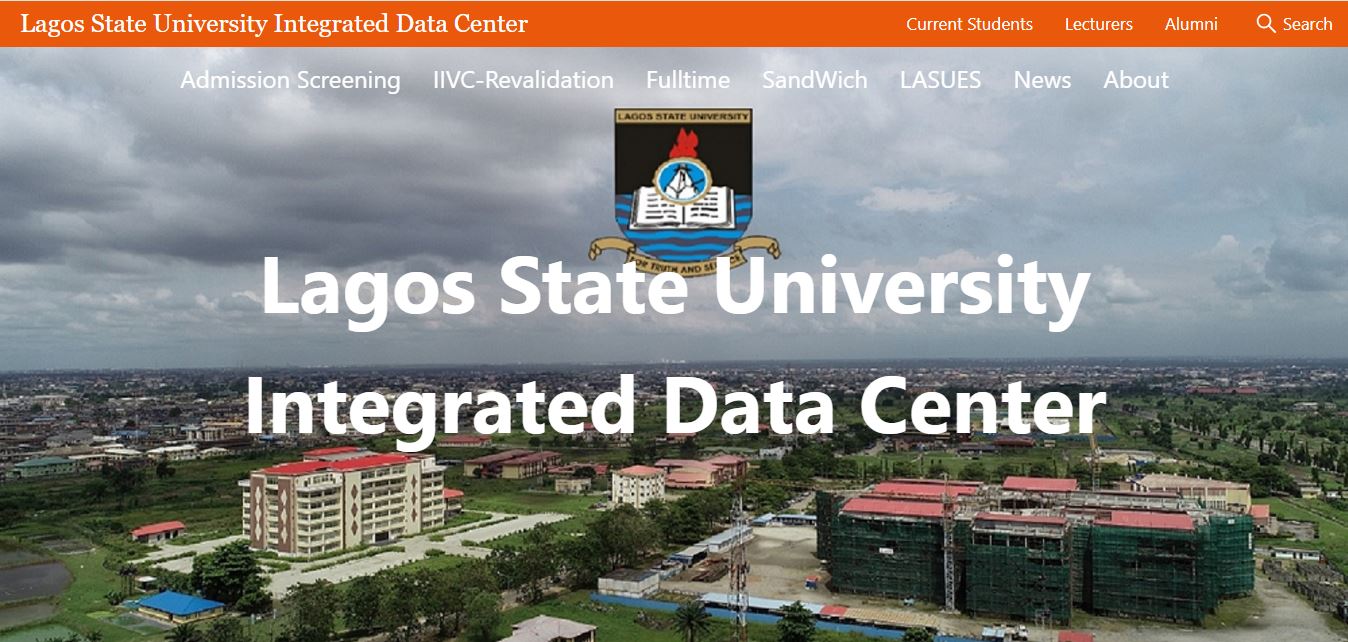 Lagos State University Integrated Data Center
Current Students Lecturers Alumni Search
Admission Screening IIVC-Revalidation Fulltime SandWich LASUES News About
LAGOS STATE UNIVERSITY
FOR TRUTH AND SERVICE
Lagos State University
Integrated Data Center